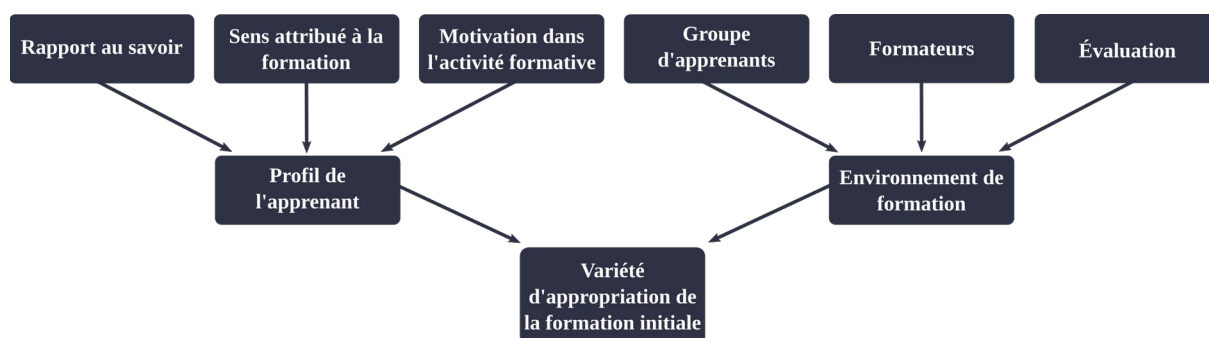 Rapport au savoir
Sens attribué à la
formation
Motivation dans
l'activité formative
Groupe
d'apprenants
Formateurs
Évaluation
Profil de
l'apprenant
Environnement de
formation
Variété
d'appropriation de
la formation initiale